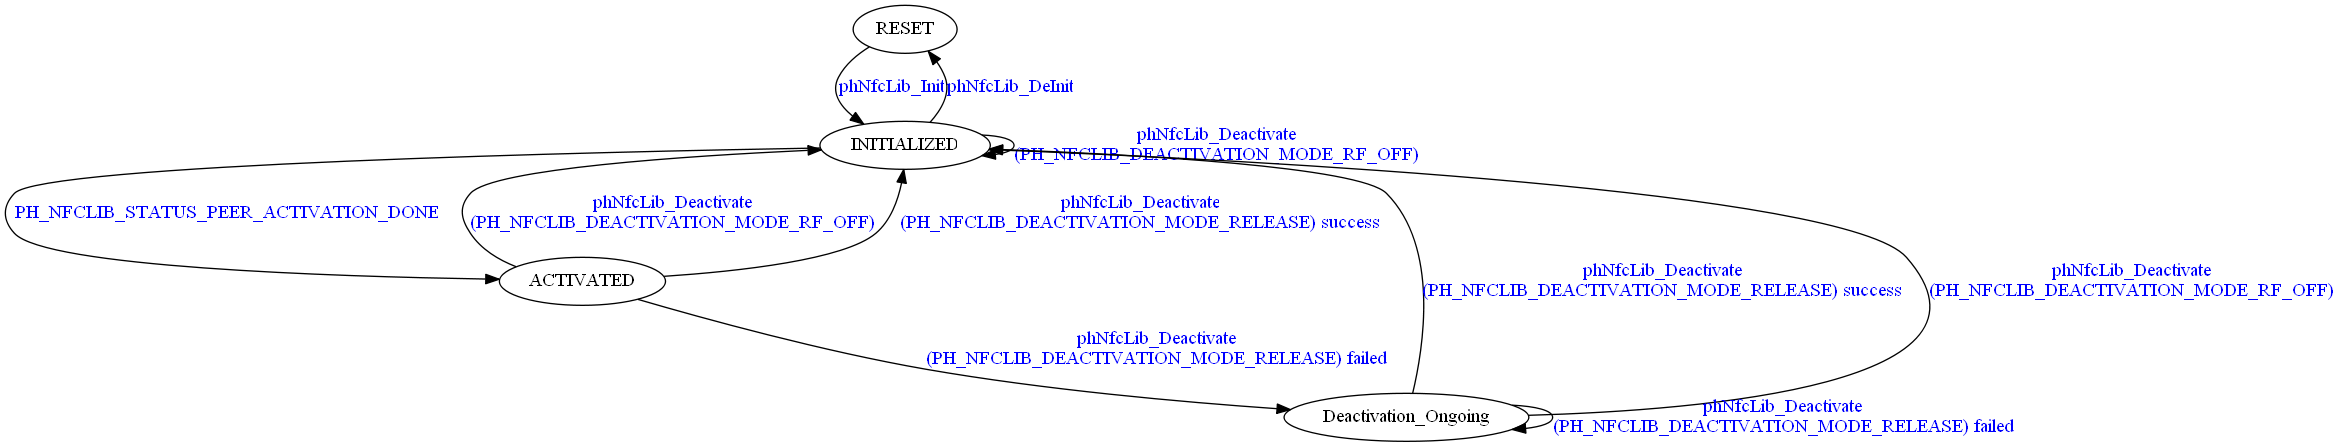 RESET
phNfcLib_Init
phNfcLib_DeInit
INITIALIZED
phNfcLib_Deactivate
(PH_NFCLIB_DEACTIVATION_MODE_RF_OFF)
PH_NFCLIB_STATUS_PEER_ACTIVATION_DONE
phNfcLib_Deactivate
(PH_NFCLIB_DEACTIVATION_MODE_RF_OFF)
phNfcLib_Deactivate
(PH_NFCLIB_DEACTIVATION_MODE_RELEASE) success
ACTIVATED
phNfcLib_Deactivate
(PH_NFCLIB_DEACTIVATION_MODE_RELEASE) success
phNfcLib_Deactivate
(PH_NFCLIB_DEACTIVATION_MODE_RF_OFF)
phNfcLib_Deactivate
(PH_NFCLIB_DEACTIVATION_MODE_RELEASE) failed
Deactivation_Ongoing
phNfcLib_Deactivate
(PH_NFCLIB_DEACTIVATION_MODE_RELEASE) failed